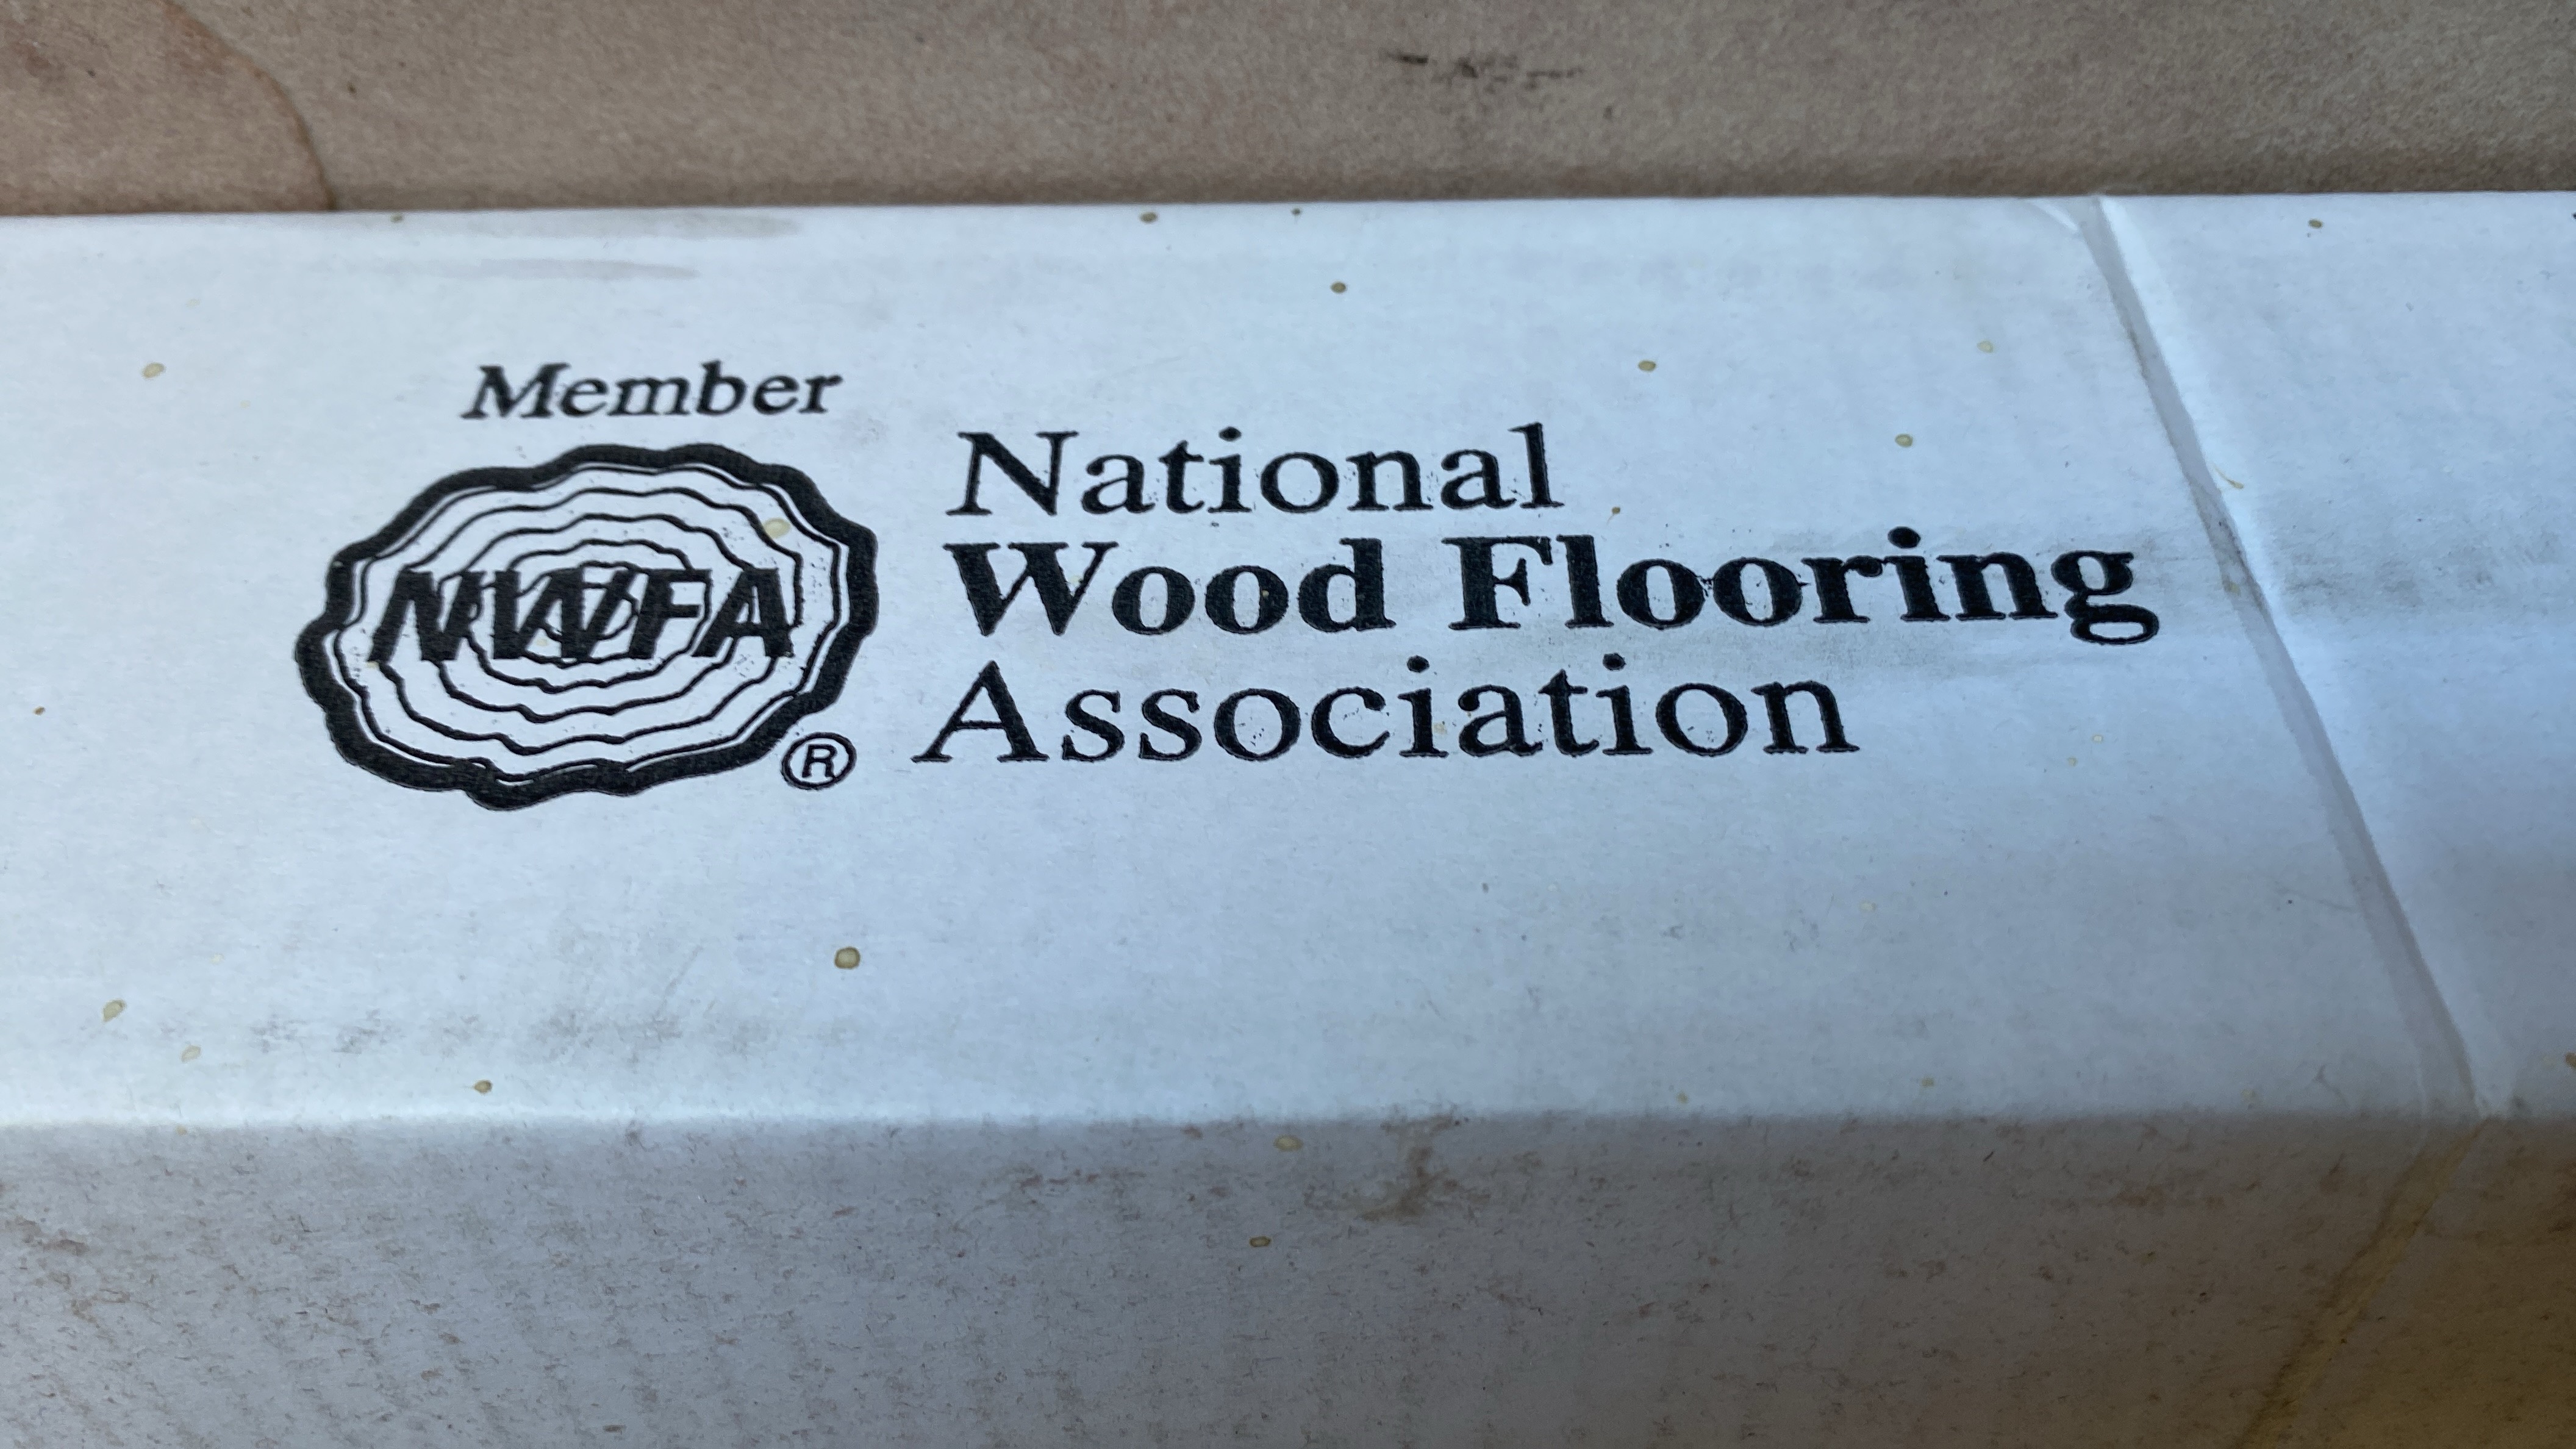 Member
NWFA
®
National
Wood Flooring
Association